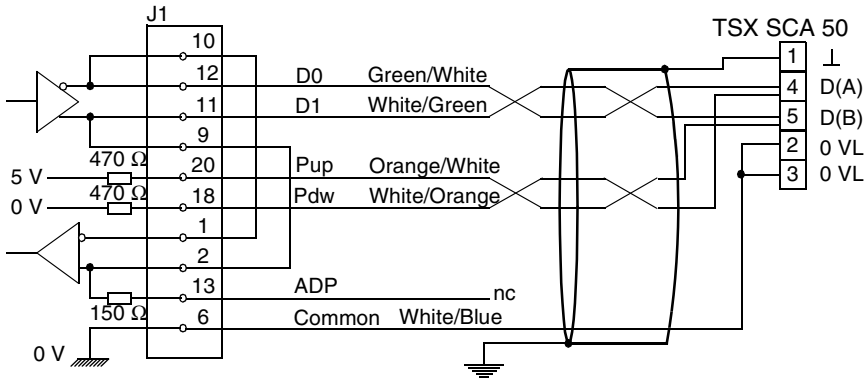 J1
TSX SCA 50
10
1 ⊥
12 D0 Green/White
4 D(A)
11 D1 White/Green
5 D(B)
9
2 0 VL
470 Ω
20 Pup Orange/White
3 0 VL
5 V
470 Ω
18 Pdw White/Orange
0 V
1
2
13 ADP
nc
150 Ω
6 Common White/Blue
0 V